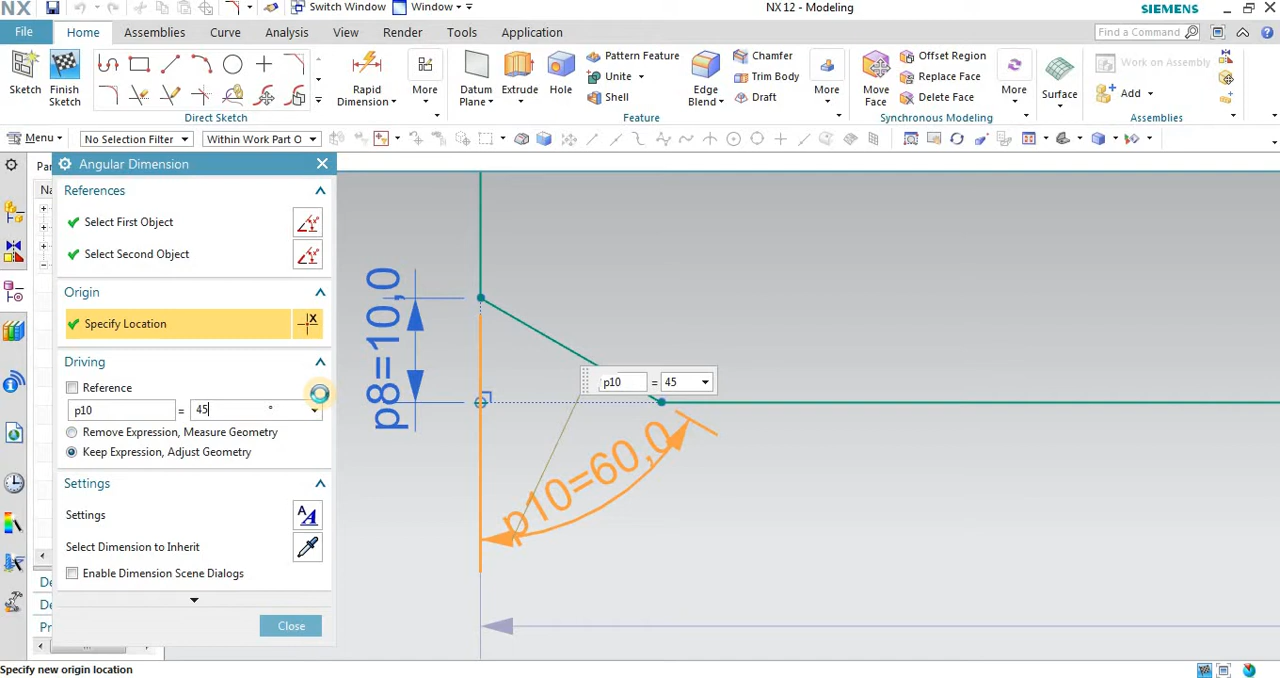 NX
Switch Window
Window
NX 12 - Modeling
SIEMENS
File
Home
Assemblies
Curve
Analysis
View
Render
Tools
Application
Find a Command
Sketch
Finish Sketch
Rapid Dimension
More
Direct Sketch
Datum Plane
Extrude
Hole
Pattern Feature
Unite
Shell
Edge Blend
Chamfer
Trim Body
Draft
More
Feature
Move Face
Offset Region
Replace Face
Delete Face
More
Synchronous Modeling
Surface
Work on Assembly
Add
Assemblies
Menu
No Selection Filter
Within Work Part O
Par
Na
Angular Dimension
References
Select First Object
Select Second Object
Origin
Specify Location
Driving
Reference
p10 = 45 °
Remove Expression, Measure Geometry
Keep Expression, Adjust Geometry
Settings
Settings
Select Dimension to Inherit
Enable Dimension Scene Dialogs
Close
De
De
Pr
p8=10,0
p10 = 45
p10=60,0
Specify new origin location